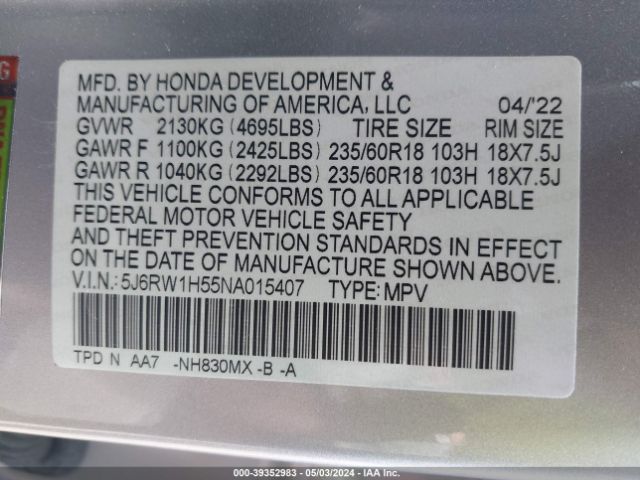 MFD. BY HONDA DEVELOPMENT &
MANUFACTURING OF AMERICA, LLC 04/'22
GVWR 2130KG (4695LBS) TIRE SIZE RIM SIZE
GAWR F 1100KG (2425LBS) 235/60R18 103H 18X7.5J
GAWR R 1040KG (2292LBS) 235/60R18 103H 18X7.5J
THIS VEHICLE CONFORMS TO ALL APPLICABLE
FEDERAL MOTOR VEHICLE SAFETY
AND THEFT PREVENTION STANDARDS IN EFFECT
ON THE DATE OF MANUFACTURE SHOWN ABOVE.
V.I.N.: 5J6RW1H55NA015407 TYPE: MPV
TPD N AA7 -NH830MX -B -A
000-39352983 - 05/03/2024 - IAAI.COM